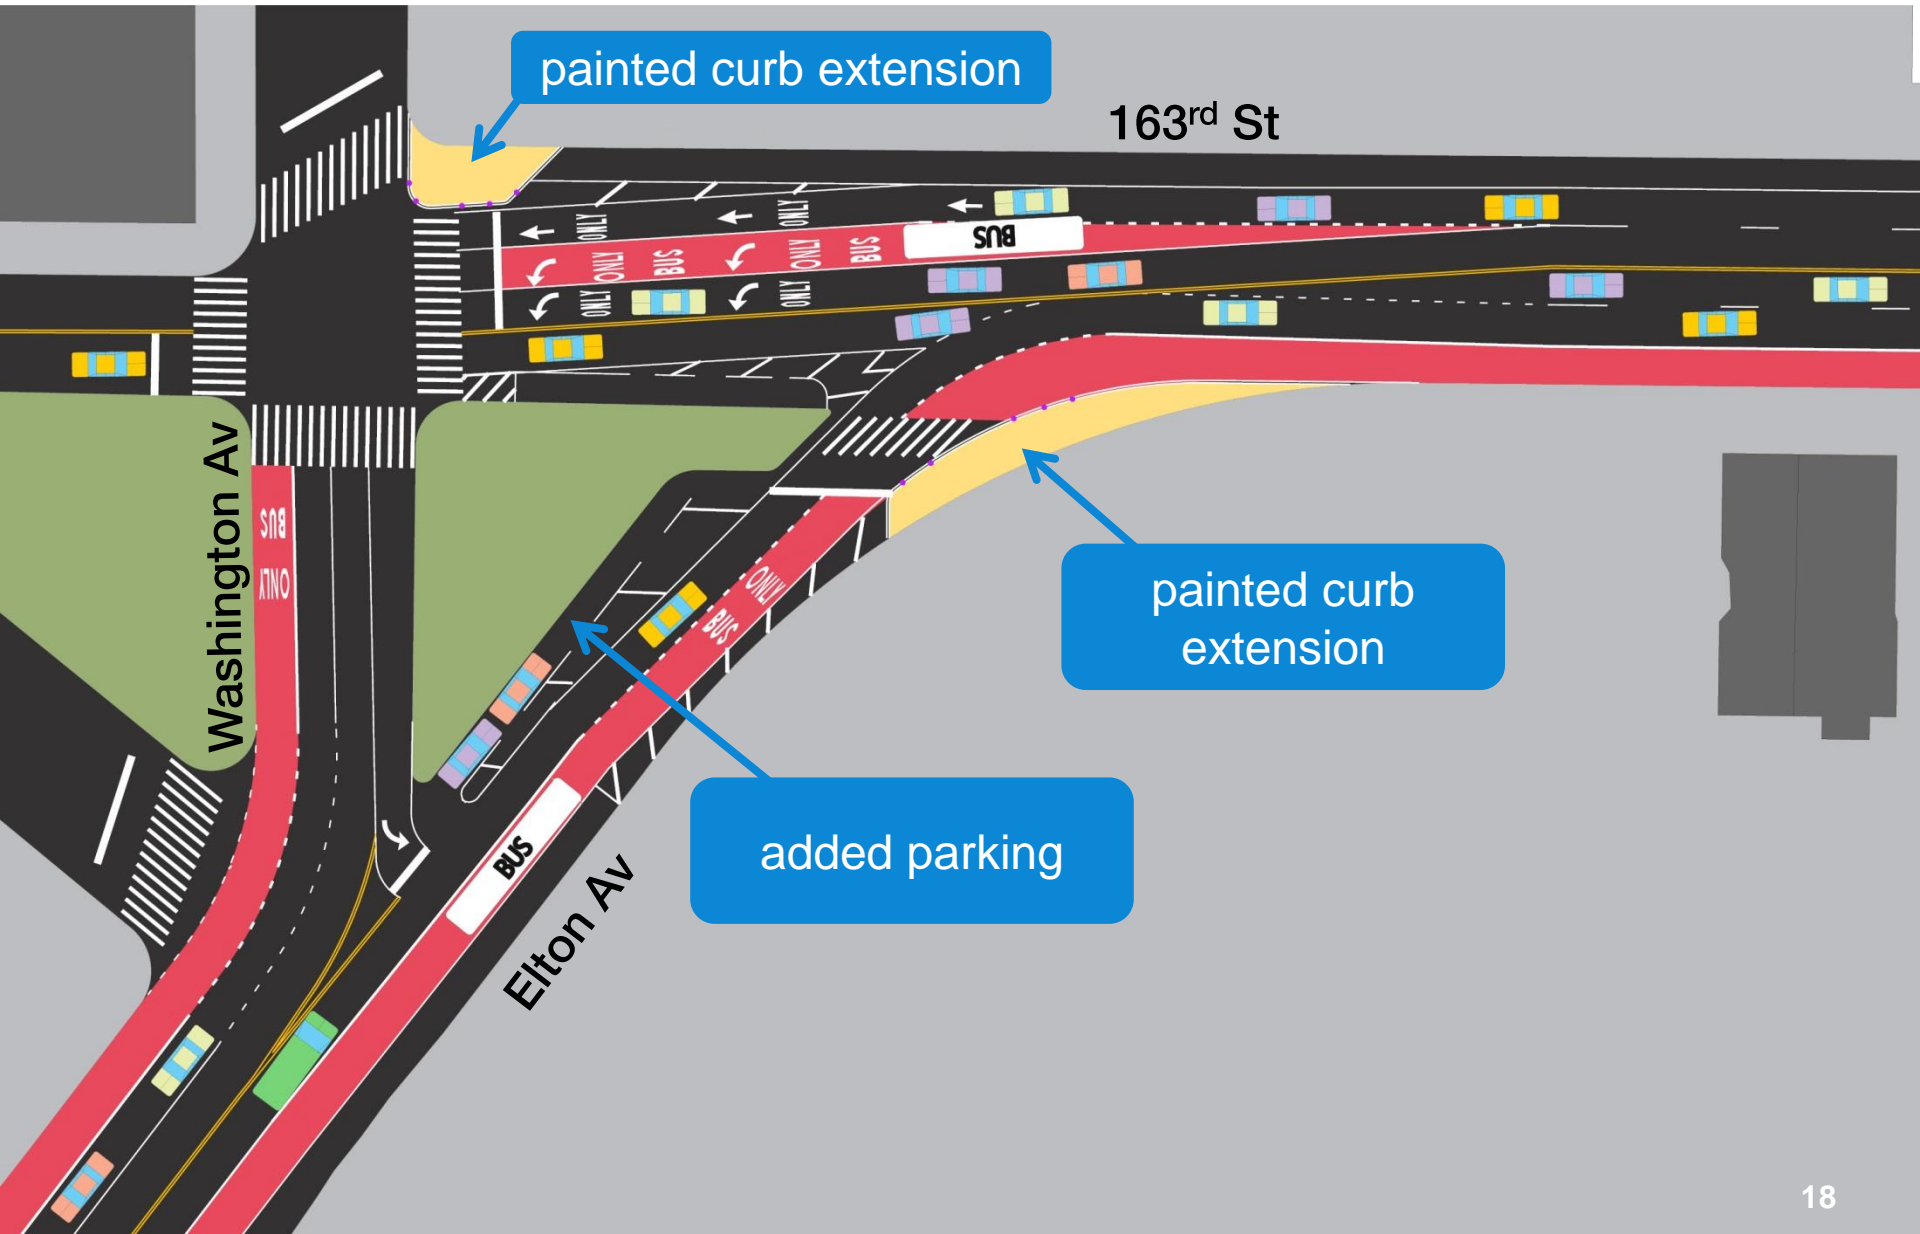 painted curb extension
163rd St
ONLY
ONLY
ONLY
BUS
ONLY
BUS
BUS
ONLY
ONLY
Washington Av
BUS
ONLY
ONLY
BUS
painted curb
extension
added parking
BUS
Elton Av
18